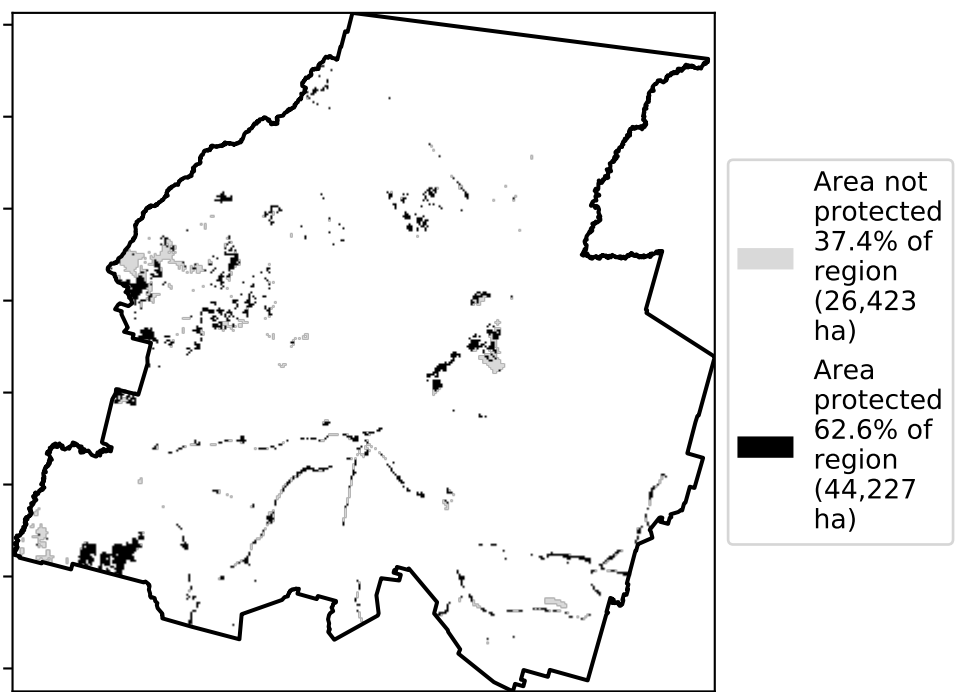 Area not
protected
37.4% of
region
(26,423
ha)
Area
protected
62.6% of
region
(44,227
ha)